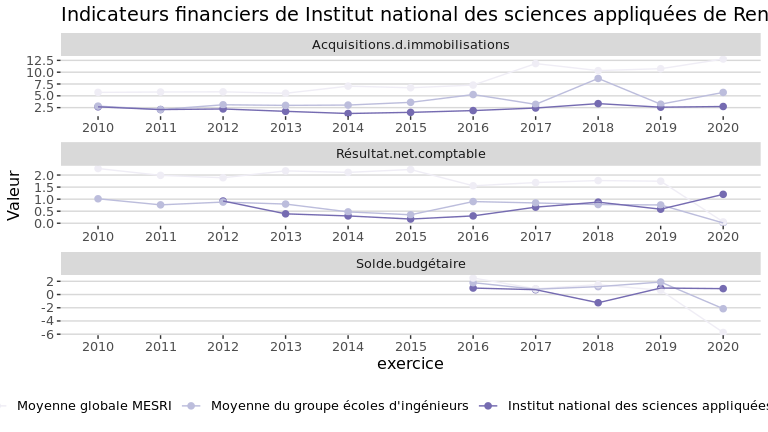 Indicateurs financiers de Institut national des sciences appliquées de Ren
Acquisitions.d.immobilisations
12.5
10.0
7.5
5.0
2.5
2010 2011 2012 2013 2014 2015 2016 2017 2018 2019 2020
Résultat.net.comptable
2.0
1.5
1.0
0.5
0.0
2010 2011 2012 2013 2014 2015 2016 2017 2018 2019 2020
Valeur
Solde.budgétaire
2
0
-2
-4
-6
2010 2011 2012 2013 2014 2015 2016 2017 2018 2019 2020
exercice
Moyenne globale MESRI Moyenne du groupe écoles d'ingénieurs Institut national des sciences appliquées